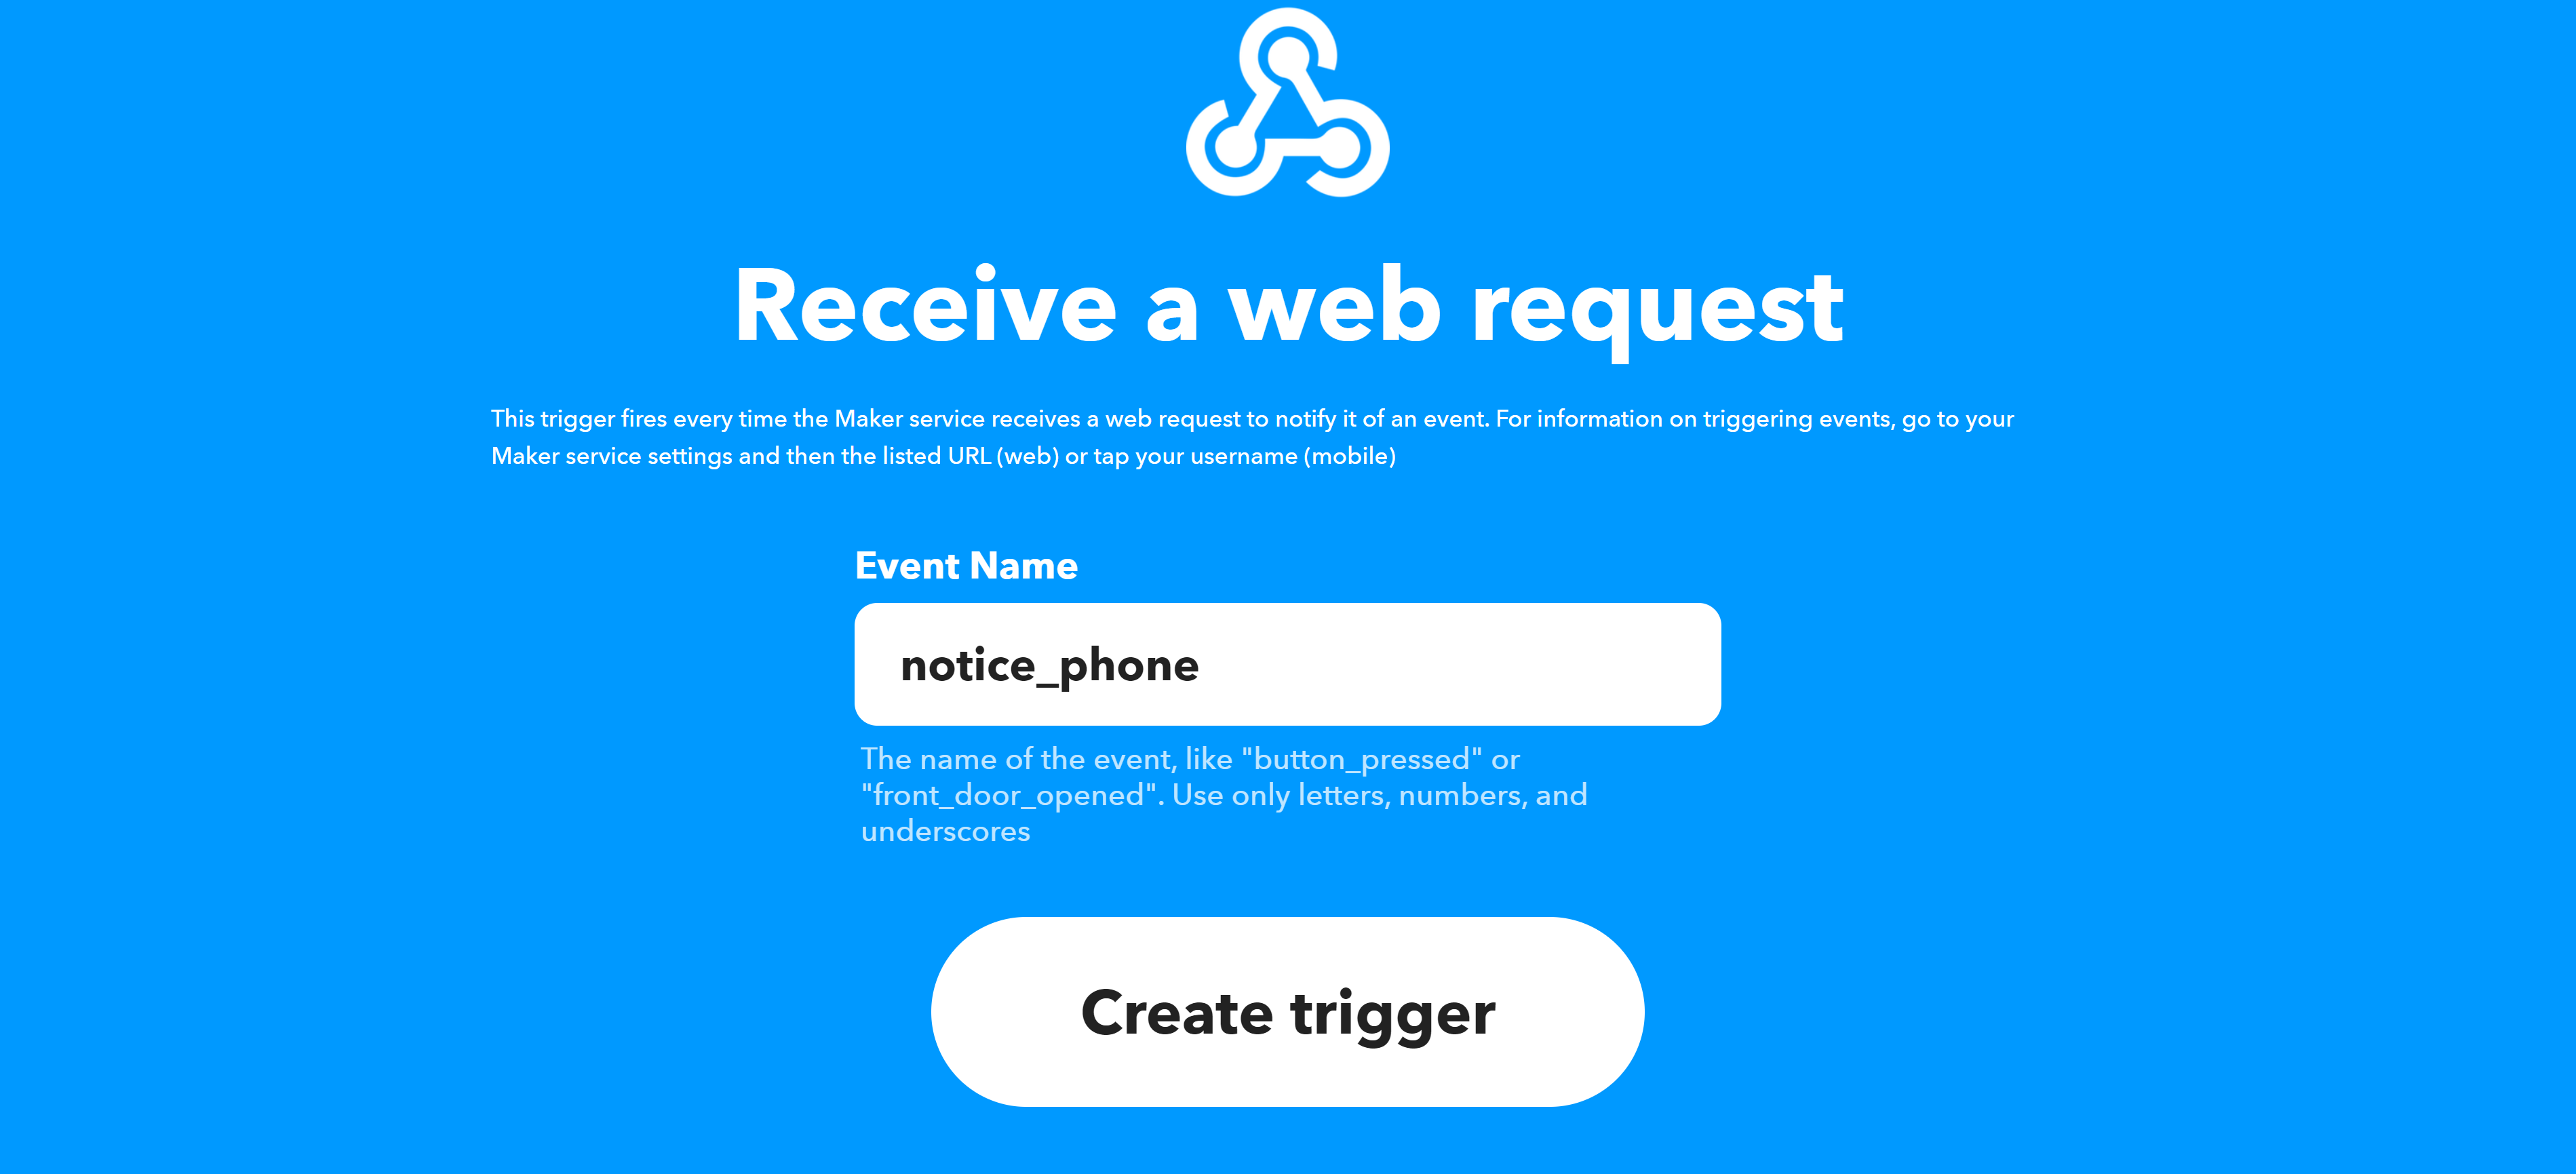 Receive a web request
This trigger fires every time the Maker service receives a web request to notify it of an event. For information on triggering events, go to your
Maker service settings and then the listed URL (web) or tap your username (mobile)
Event Name
notice_phone
The name of the event, like "button_pressed" or
"front_door_opened". Use only letters, numbers, and
underscores
Create trigger